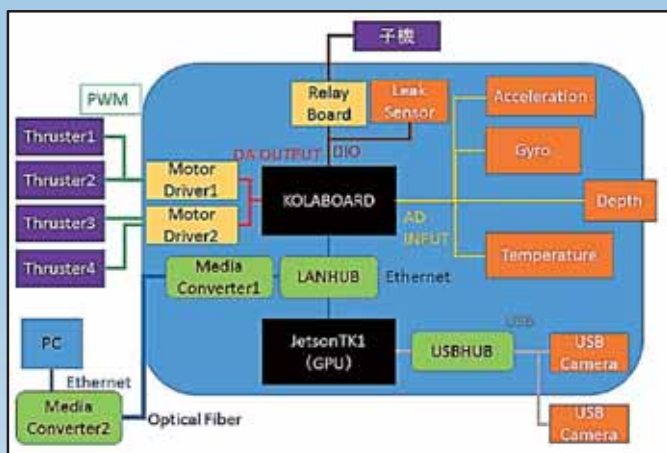 子機
PWM
Relay
Board
Leak
Sensor
Acceleration
Thruster1
Thruster2
Thruster3
Thruster4
DA OUTPUT
DIO
Gyro
Motor
Driver1
Motor
Driver2
KOLABOARD
Depth
AD
INPUT
Temperature
Media
Converter1
LANHUB
Ethernet
PC
JetsonTK1
(GPU)
USBHUB
USB
USB
Camera
Ethernet
Media
Converter2
Optical Fiber
USB
Camera